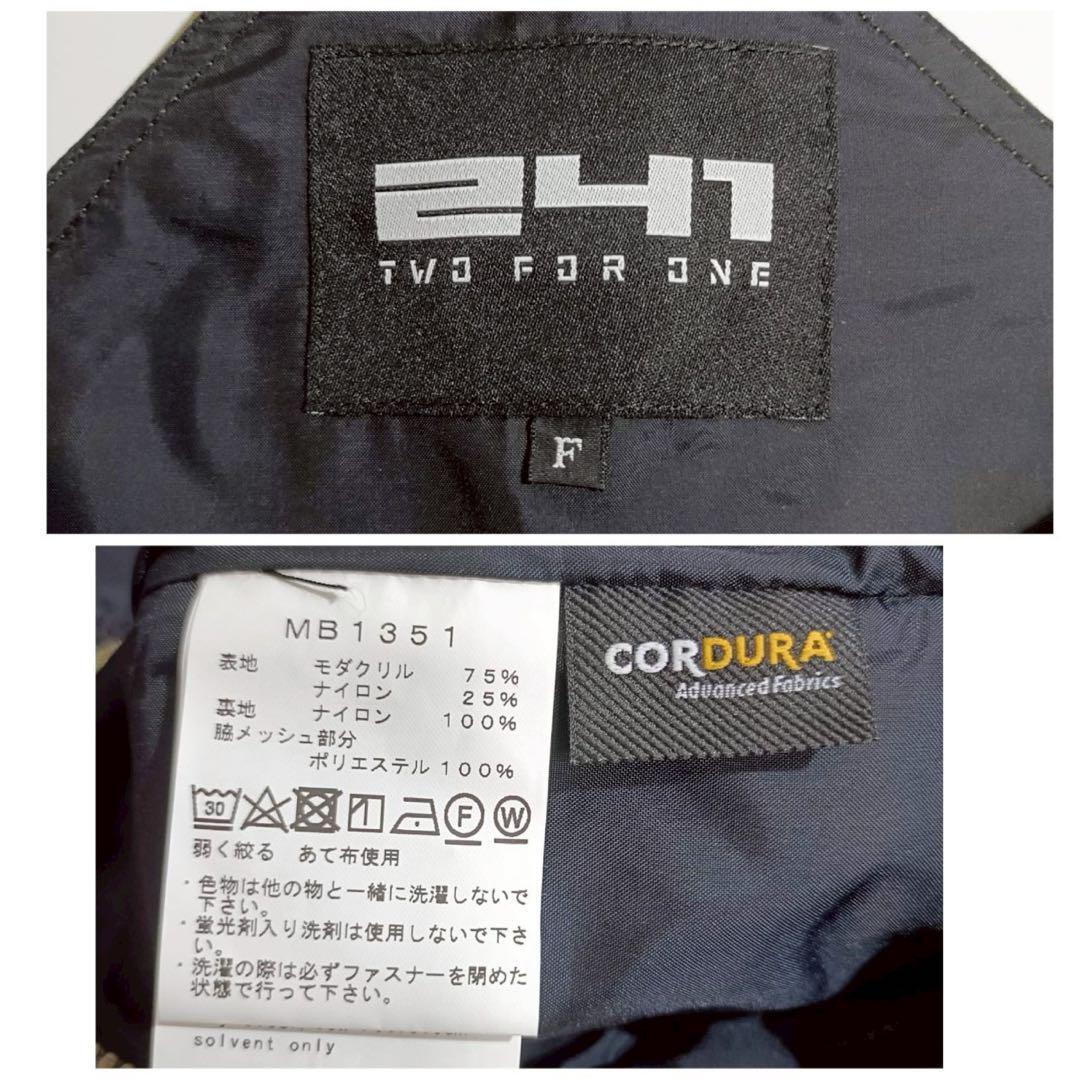 241
TWO FOR ONE
F
MB1351
表地 モダクリル 75%
ナイロン 25%
裏地 ナイロン 100%
脇メッシュ部分
ポリエステル 100%
CORDURA
Advanced Fabrics
30
F W
弱く絞る あて布使用
・色物は他の物と一緒に洗濯しないで
下さい。
・蛍光剤入り洗剤は使用しないで下さ
い。
・洗濯の際は必ずファスナーを閉めた
状態で行って下さい。
solvent only